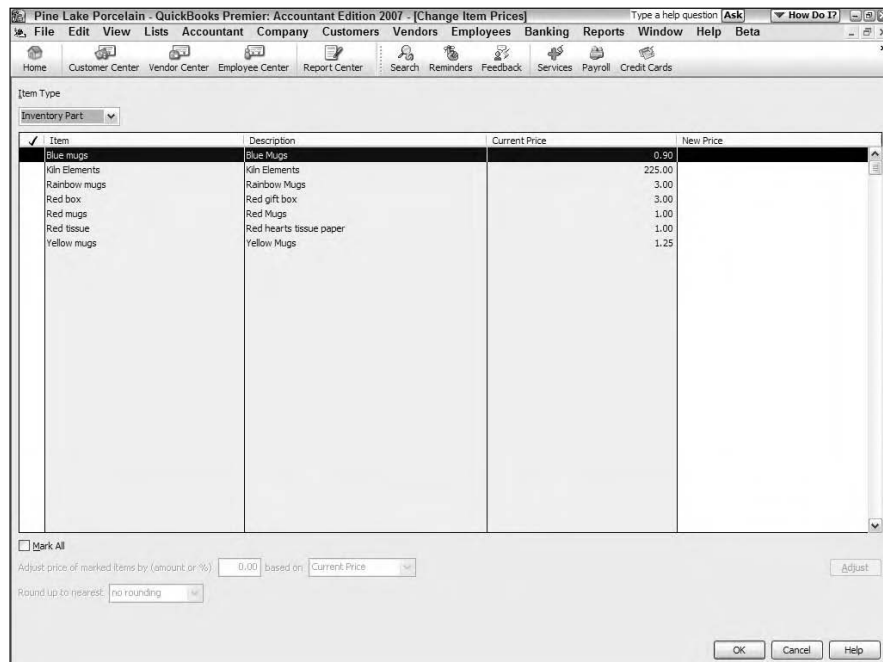 Pine Lake Porcelain - QuickBooks Premier: Accountant Edition 2007 - [Change Item Prices] Type a help question Ask How Do I?
File Edit View Lists Accountant Company Customers Vendors Employees Banking Reports Window Help Beta
Home Customer Center Vendor Center Employee Center Report Center Search Reminders Feedback Services Payroll Credit Cards
Item Type
Inventory Part
✓ Item Description Current Price New Price
Blue mugs Blue Mugs 0.90
Kiln Elements Kiln Elements 225.00
Rainbow mugs Rainbow Mugs 3.00
Red box Red gift box 3.00
Red mugs Red Mugs 1.00
Red tissue Red hearts tissue paper 1.00
Yellow mugs Yellow Mugs 1.25
Mark All
Adjust price of marked items by (amount or %) 0.00 based on Current Price Adjust
Round up to nearest no rounding
OK Cancel Help